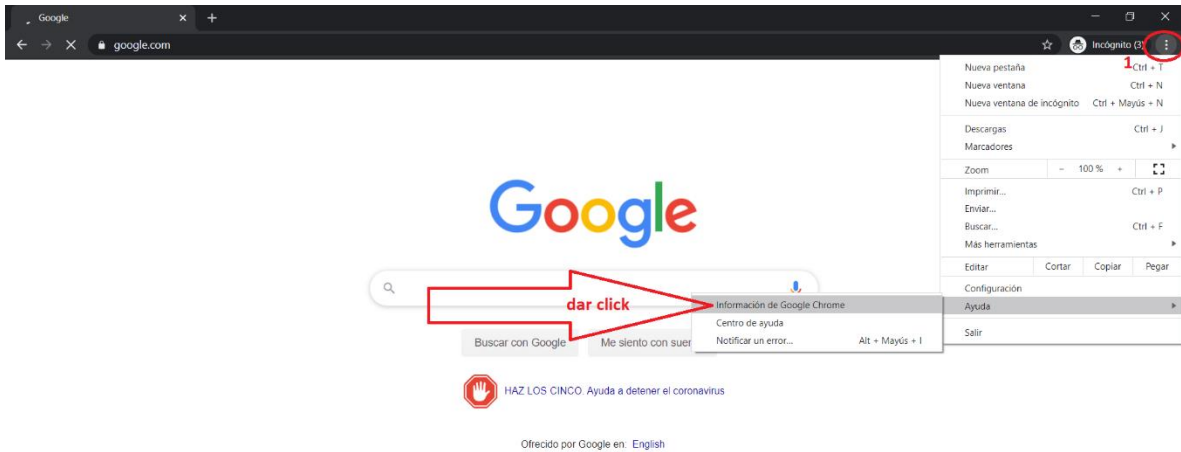 Google
google.com
Incógnito (3)
1
Nueva pestaña Ctrl + T
Nueva ventana Ctrl + N
Nueva ventana de incógnito Ctrl + Mayús + N
Descargas Ctrl + J
Marcadores
Zoom - 100 % +
Imprimir... Ctrl + P
Enviar...
Buscar... Ctrl + F
Más herramientas
Editar Cortar Copiar Pegar
Configuración
Ayuda
Salir
Google
dar click
Información de Google Chrome
Centro de ayuda
Notificar un error... Alt + Mayús + I
Buscar con Google Me siento con suer
HAZ LOS CINCO. Ayuda a detener el coronavirus
Ofrecido por Google en: English